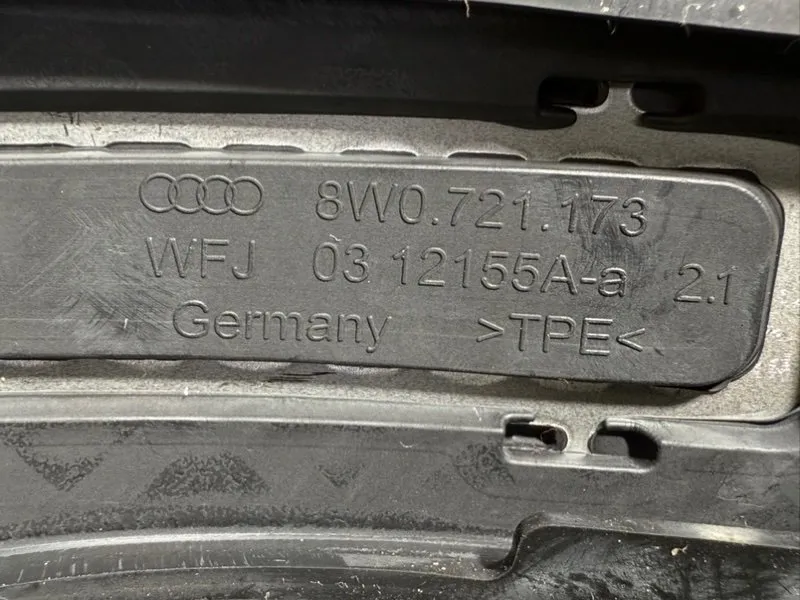 8W0.721.173
WFJ 03 12155A-a 2.1
Germany >TPE<